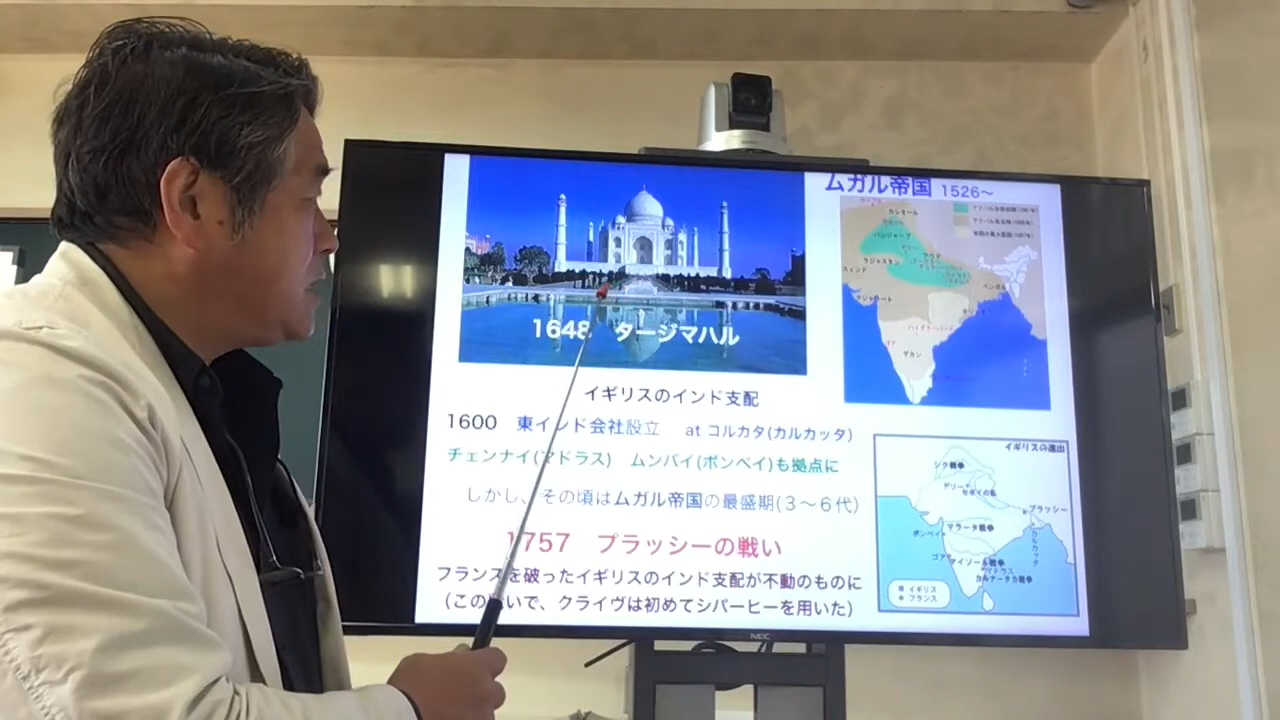 ムガル帝国 1526〜
カシミール
パンジャーブ
ラジャスタン
スィンド
ベンガル
デカン
1648 タージマハル
イギリスのインド支配
1600 東インド会社設立 at コルカタ(カルカッタ)
チェンナイ(マドラス) ムンバイ(ボンベイ)も拠点に
しかし、その頃はムガル帝国の最盛期(3〜6代)
1757 プラッシーの戦い
フランスを破ったイギリスのインド支配が不動のものに
(この戦いで、クライヴは初めてシパーヒーを用いた)
イギリスの進出
シク戦争
デリー
プラッシー
カルカッタ
マラータ戦争
ボンベイ
ゴア
マイソール戦争
マドラス
カルナータカ戦争
イギリス
フランス
NEC